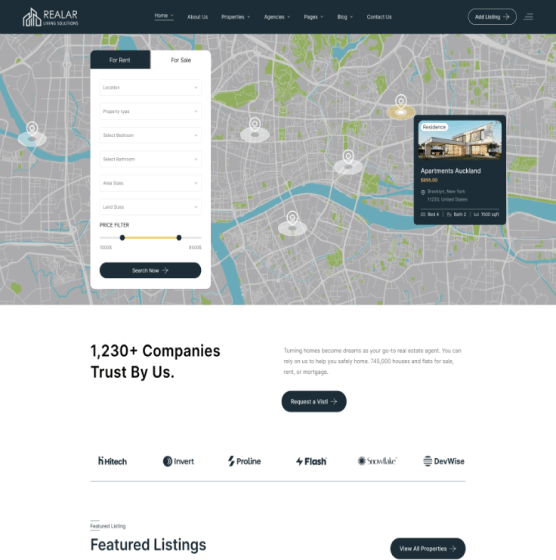 REALAR
LIVING SOLUTIONS
Home
About Us
Properties
Agencies
Pages
Blog
Contact Us
Add Listing
For Rent
For Sale
Location
Property type
Select Bedroom
Select Bathroom
Area Sizes
Land Sizes
PRICE FILTER
Search Now
Residence
Apartments Auckland
Brooklyn, New York
11233, United States
Bed 4
Bath 2
1500 sqft
1,230+ Companies
Trust By Us.
Turning homes become dreams as your go-to real estate agent. You can
rely on us to help you safely home. 745,000 houses and flats for sale,
rent, or mortgage.
Request a Visit
Hitech
Invert
Proline
Flash
Snowflake
DevWise
Featured Listing
Featured Listings
View All Properties